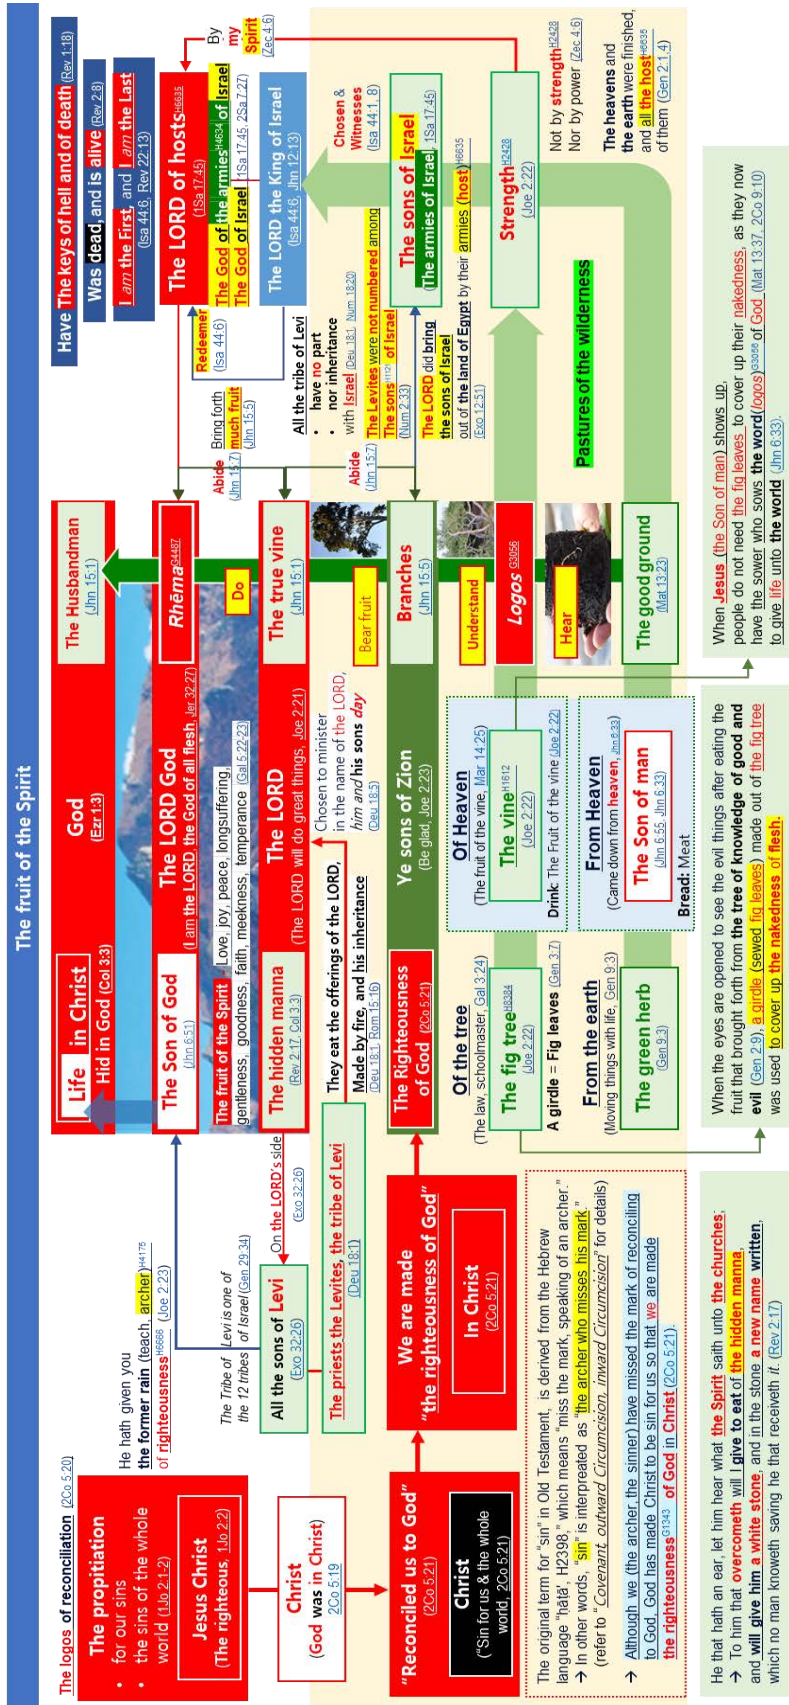 The fruit of the Spirit
The logos of reconciliation (2Co 5:20)
The propitiation
• for our sins
• the sins of the whole
world (1Jo 2:1-2)
Jesus Christ
(The righteous, 1Jo 2:2)
Christ
(God was in Christ)
2Co 5:19
"Reconciled us to God"
(2Co 5:21)
Christ
("Sin for us & the whole
world, 2Co 5:21)
He hath given you
the former rain (teach, archer)H4175
of righteousnessH6666 (Joe 2:23)
The Tribe of Levi is one of
the 12 tribes of Israel (Gen 29:34)
All the sons of Levi
(Exo 32:26)
On the LORD's side
(Exo 32:26)
The priests the Levites, the tribe of Levi
(Deu 18:1)
We are made
"the righteousness of God"
In Christ
(2Co 5:21)
The original term for "sin" in Old Testament, is derived from the Hebrew
language "hâtâ', H2398," which means "miss the mark, speaking of an archer."
→ In other words, "sin" is interpreted as "the archer who misses his mark."
(refer to "Covenant, outward Circumcision, inward Circumcision" for details)
→ Although we (the archer, the sinner) have missed the mark of reconciling
to God, God has made Christ to be sin for us so that we are made
the righteousnessG1343 of God in Christ (2Co 5:21).
He that hath an ear, let him hear what the Spirit saith unto the churches;
→ To him that overcometh will I give to eat of the hidden manna,
and will give him a white stone, and in the stone a new name written,
which no man knoweth saving he that receiveth it. (Rev 2:17)
Life in Christ
Hid in God (Col 3:3)
God
(Ezr 1:3)
The Husbandman
(Jhn 15:1)
The Son of God
(Jhn 6:51)
The LORD God
(I am the LORD, the God of all flesh, Jer 32:27)
RhēmaG4487
The fruit of the Spirit - Love, joy, peace, longsuffering,
gentleness, goodness, faith, meekness, temperance (Gal 5:22-23)
Do
The hidden manna
(Rev 2:17, Col 3:3)
The LORD
(The LORD will do great things, Joe 2:21)
The true vine
(Jhn 15:1)
They eat the offerings of the LORD,
Made by fire, and his inheritance
(Deu 18:1, Rom 15:16)
Chosen to minister
in the name of the LORD,
him and his sons day
(Deu 18:5)
Bear fruit
The Righteousness
of God (2Co 5:21)
Ye sons of Zion
(Be glad, Joe 2:23)
Branches
(Jhn 15:5)
Understand
Of the tree
(The law, schoolmaster, Gal 3:24)
The fig treeH8384
(Joe 2:22)
A girdle = Fig leaves (Gen 3:7)
Of Heaven
(The fruit of the vine, Mar 14:25)
The vineH1612
(Joe 2:22)
Drink: The Fruit of the vine (Joe 2:22)
Logos G3056
Hear
From the earth
(Moving things with life, Gen 9:3)
The green herb
(Gen 9:3)
From Heaven
(Came down from heaven, Jhn 6:33)
The Son of man
(Jhn 6:55, Jhn 6:33)
Bread: Meat
The good ground
(Mat 13:23)
When the eyes are opened to see the evil things after eating the
fruit that brought forth from the tree of knowledge of good and
evil (Gen 2:9), a girdle (sewed fig leaves) made out of the fig tree
was used to cover up the nakedness of flesh.
Have The keys of hell and of death (Rev 1:18)
Was dead, and is alive (Rev 2:8)
I am the First, and I am the Last
(Isa 44:6, Rev 22:13)
The LORD of hostsH6635
(1Sa 17:45)
The God of the armiesH4634 of Israel
The God of Israel (1Sa 17:45, 2Sa 7:27)
The LORD the King of Israel
(Isa 44:6, Jhn 12:13)
By
my
Spirit
(Zec 4:6)
Redeemer
(Isa 44:6)
Abide
(Jhn 15:7)
Bring forth
much fruit
(Jhn 15:5)
All the tribe of Levi
• have no part
• nor inheritance
with Israel (Deu 18:1, Num 18:20)
The Levites were not numbered among
The sonsH1121 of Israel
(Num 2:33)
Abide
(Jhn 15:7)
Chosen &
Witnesses
(Isa 44:1, 8)
The sons of Israel
(The armies of Israel, 1Sa 17:45)
The LORD did bring
the sons of Israel
out of the land of Egypt by their armies (host)H6635
(Exo 12:51)
StrengthH2428
(Joe 2:22)
Not by strengthH2428
Nor by power (Zec 4:6)
The heavens and
the earth were finished,
and all the hostH6635
of them (Gen 2:1,4)
Pastures of the wilderness
When Jesus (the Son of man) shows up,
people do not need the fig leaves to cover up their nakedness, as they now
have the sower who sows the word(logos)G3056 of God (Mat 13:37, 2Co 9:10)
to give life unto the world (Jhn 6:33).